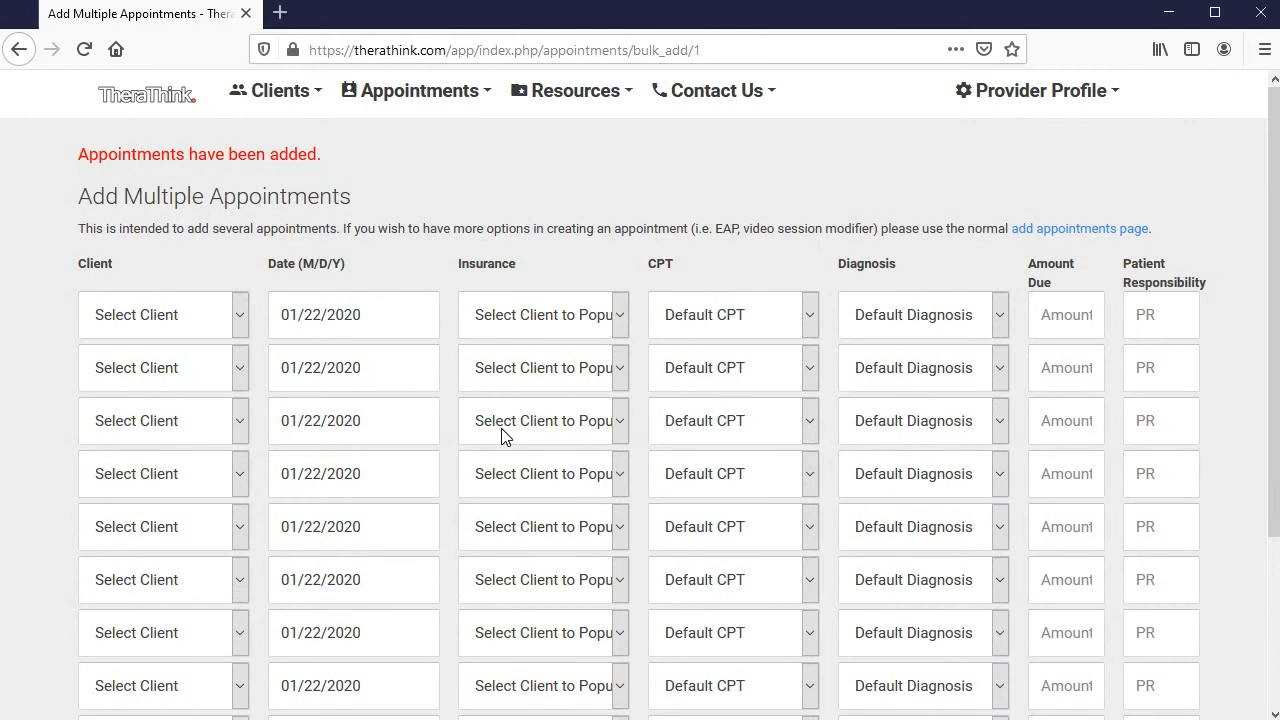 Add Multiple Appointments - Thera
https://therathink.com/app/index.php/appointments/bulk_add/1
TheraThink. Clients Appointments Resources Contact Us Provider Profile
Appointments have been added.
Add Multiple Appointments
This is intended to add several appointments. If you wish to have more options in creating an appointment (i.e. EAP, video session modifier) please use the normal add appointments page.
Client Date (M/D/Y) Insurance CPT Diagnosis Amount Due Patient Responsibility
Select Client 01/22/2020 Select Client to Popu Default CPT Default Diagnosis Amount PR
Select Client 01/22/2020 Select Client to Popu Default CPT Default Diagnosis Amount PR
Select Client 01/22/2020 Select Client to Popu Default CPT Default Diagnosis Amount PR
Select Client 01/22/2020 Select Client to Popu Default CPT Default Diagnosis Amount PR
Select Client 01/22/2020 Select Client to Popu Default CPT Default Diagnosis Amount PR
Select Client 01/22/2020 Select Client to Popu Default CPT Default Diagnosis Amount PR
Select Client 01/22/2020 Select Client to Popu Default CPT Default Diagnosis Amount PR
Select Client 01/22/2020 Select Client to Popu Default CPT Default Diagnosis Amount PR